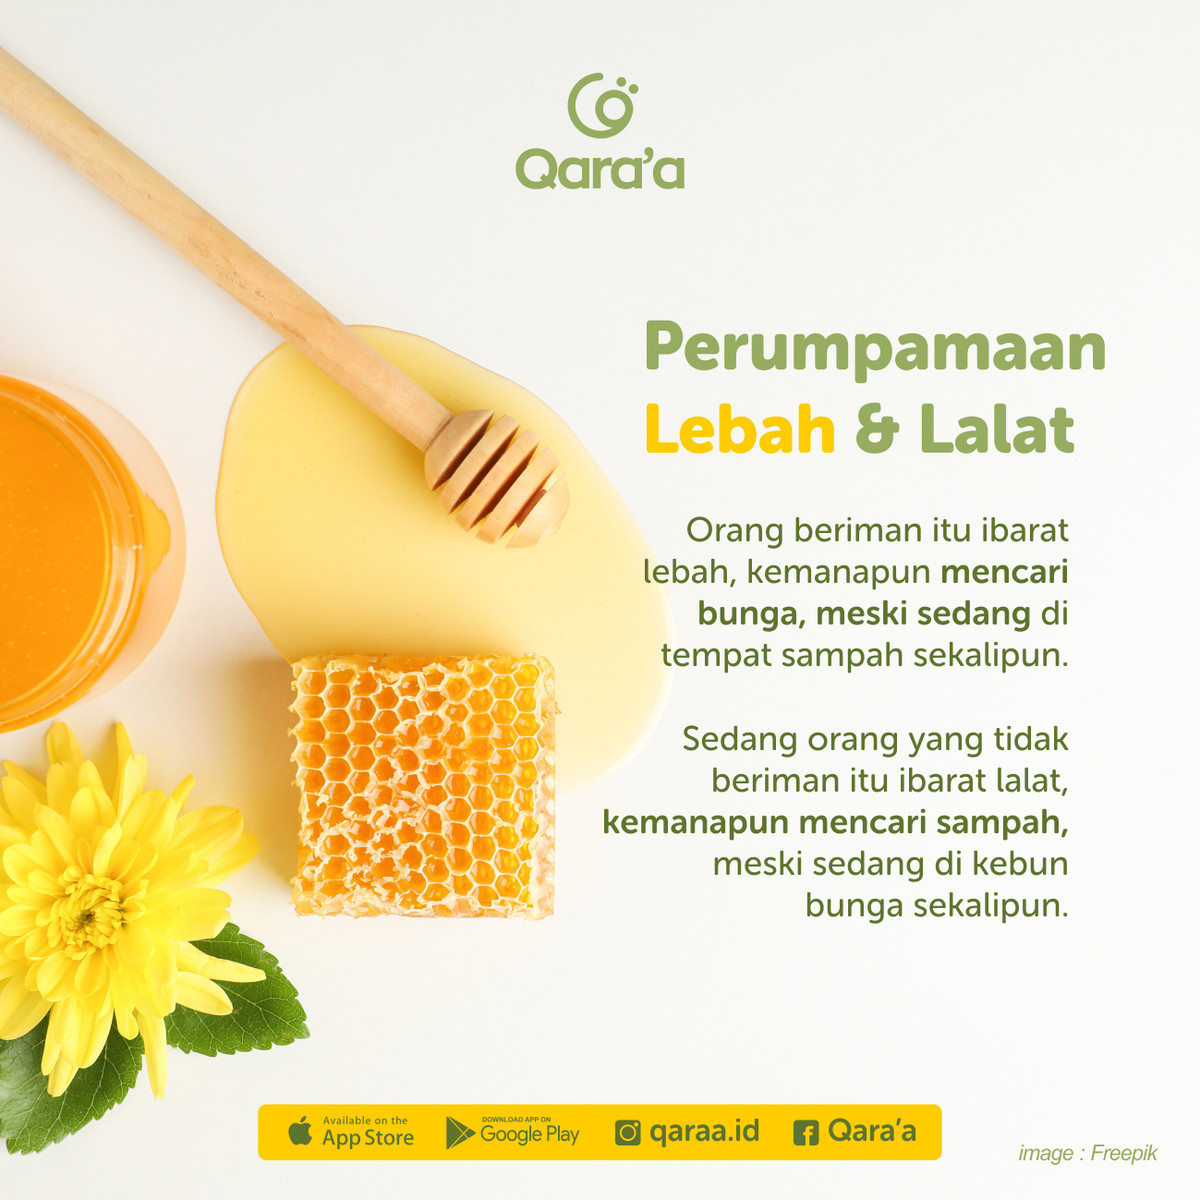 Qara'a
Perumpamaan
Lebah & Lalat
Orang beriman itu ibarat
lebah, kemanapun mencari
bunga, meski sedang di
tempat sampah sekalipun.
Sedang orang yang tidak
beriman itu ibarat lalat,
kemanapun mencari sampah,
meski sedang di kebun
bunga sekalipun.
Available on the
App Store
DOWNLOAD APP ON
Google Play
qaraa.id
Qara'a
image : Freepik